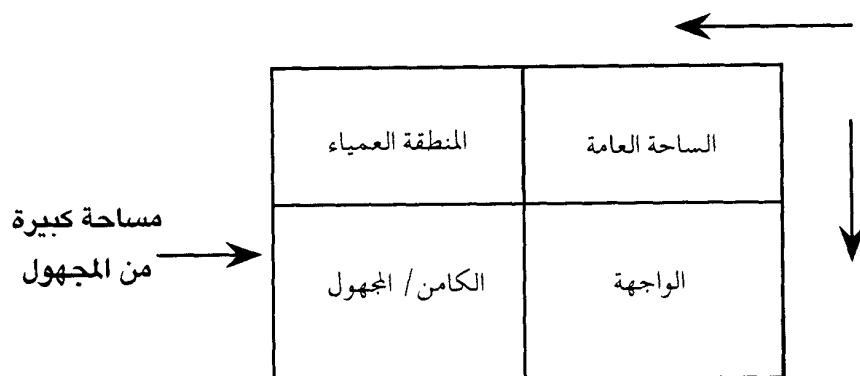 الساحة العامة
المنطقة العمياء
مساحة كبيرة
من المجهول
الواجهة
الكامن / المجهول